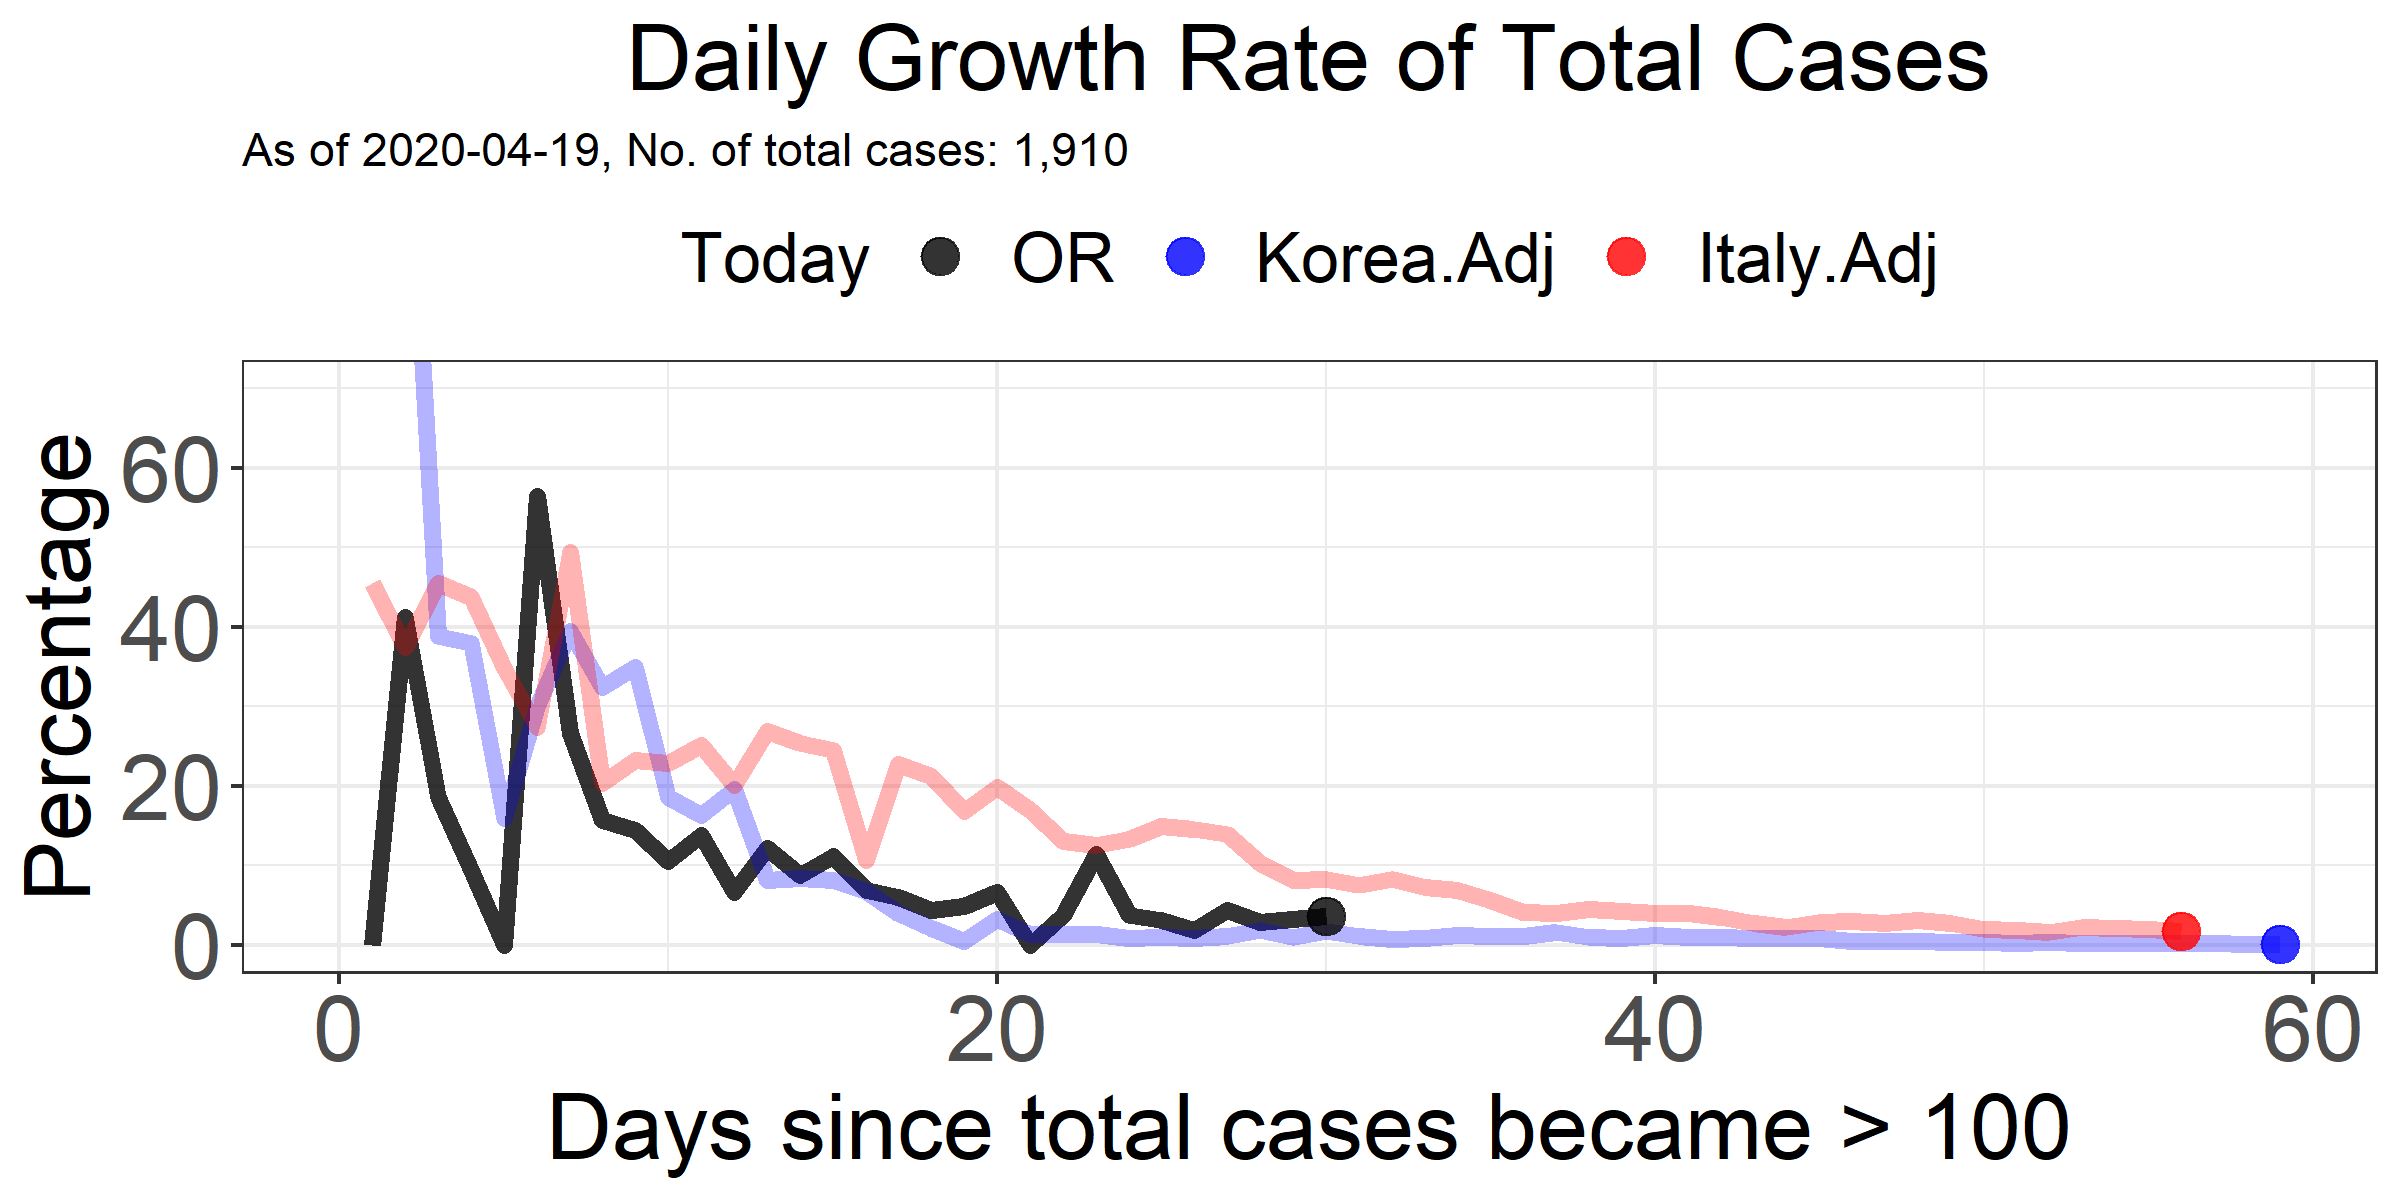 Daily Growth Rate of Total Cases
As of 2020-04-19, No. of total cases: 1,910
Today OR Korea.Adj Italy.Adj
Percentage
60
40
20
0
0 20 40 60
Days since total cases became > 100